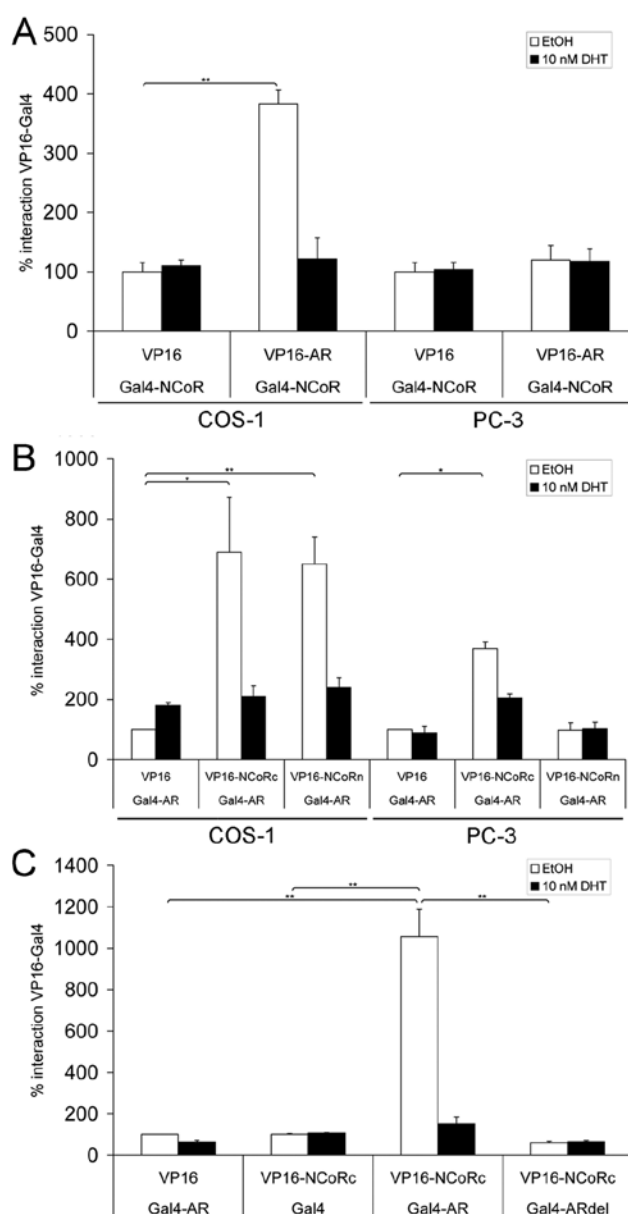 A
EtOH
10 nM DHT
% interaction VP16-Gal4
500
400
300
200
100
0
**
VP16 VP16-AR VP16 VP16-AR
Gal4-NCoR Gal4-NCoR Gal4-NCoR Gal4-NCoR
COS-1 PC-3
B
EtOH
10 nM DHT
% interaction VP16-Gal4
1000
800
600
400
200
0
**
*
*
VP16 VP16-NCoRc VP16-NCoRn VP16 VP16-NCoRc VP16-NCoRn
Gal4-AR Gal4-AR Gal4-AR Gal4-AR Gal4-AR Gal4-AR
COS-1 PC-3
C
EtOH
10 nM DHT
% interaction VP16-Gal4
1400
1200
1000
800
600
400
200
0
**
** **
VP16 VP16-NCoRc VP16-NCoRc VP16-NCoRc
Gal4-AR Gal4 Gal4-AR Gal4-ARdel